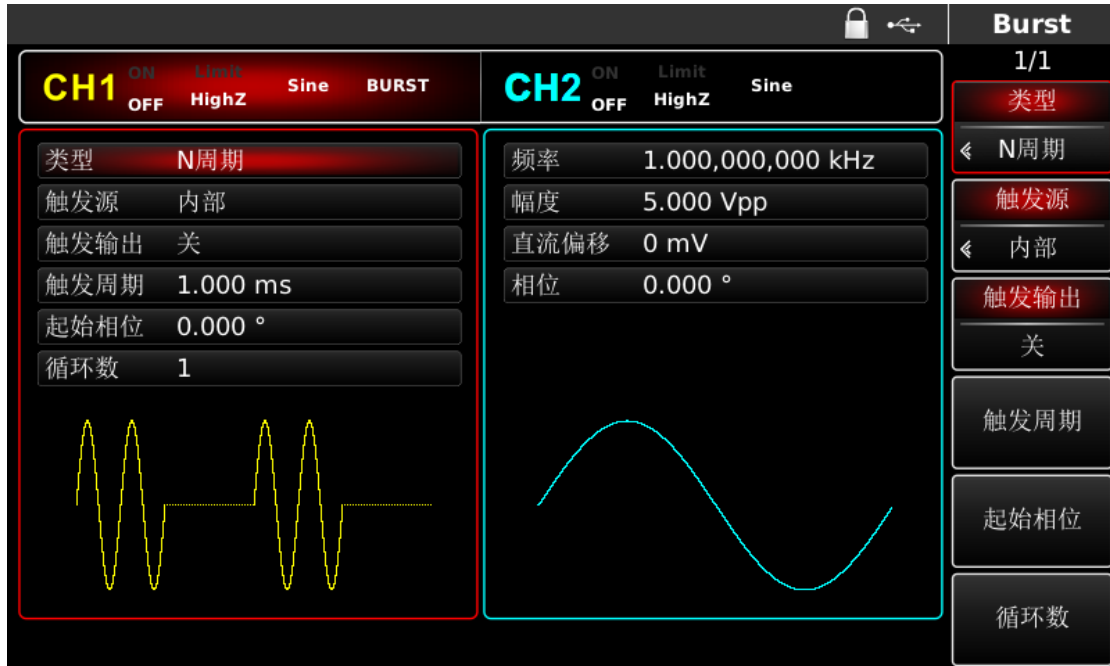 Burst
1/1
CH1 ON OFF Limit HighZ Sine BURST
CH2 ON OFF Limit HighZ Sine
类型 N周期
触发源 内部
触发输出 关
触发周期 1.000 ms
起始相位 0.000 °
循环数 1
频率 1.000,000,000 kHz
幅度 5.000 Vpp
直流偏移 0 mV
相位 0.000 °
类型
N周期
触发源
内部
触发输出
关
触发周期
起始相位
循环数